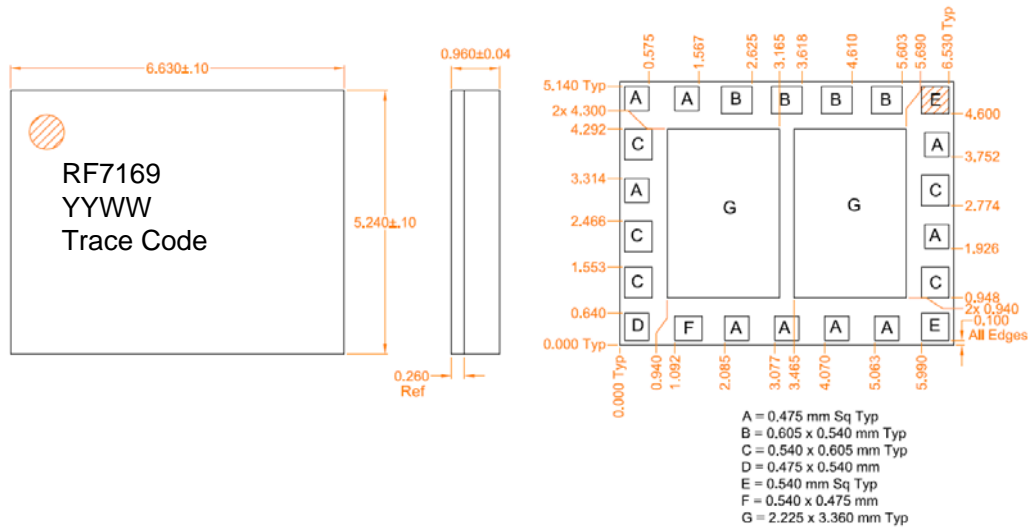 6.630±.10
0.960±0.04
RF7169
YYWW
Trace Code
5.240±.10
0.260
Ref
0.575
1.567
2.625
3.165
3.618
4.610
5.603
5.690
6.530 Typ
5.140 Typ
2x 4.300
4.292
3.314
2.466
1.553
0.640
0.000 Typ
A A B B B B E
C A
A C
C A
C C
G G
D F A A A A E
4.600
3.752
2.774
1.926
0.948
2x 0.940
0.100
All Edges
0.000 Typ
0.940
1.092
2.085
3.077
3.465
4.070
5.063
5.990
A = 0.475 mm Sq Typ
B = 0.605 x 0.540 mm Typ
C = 0.540 x 0.605 mm Typ
D = 0.475 x 0.540 mm
E = 0.540 mm Sq Typ
F = 0.540 x 0.475 mm
G = 2.225 x 3.360 mm Typ